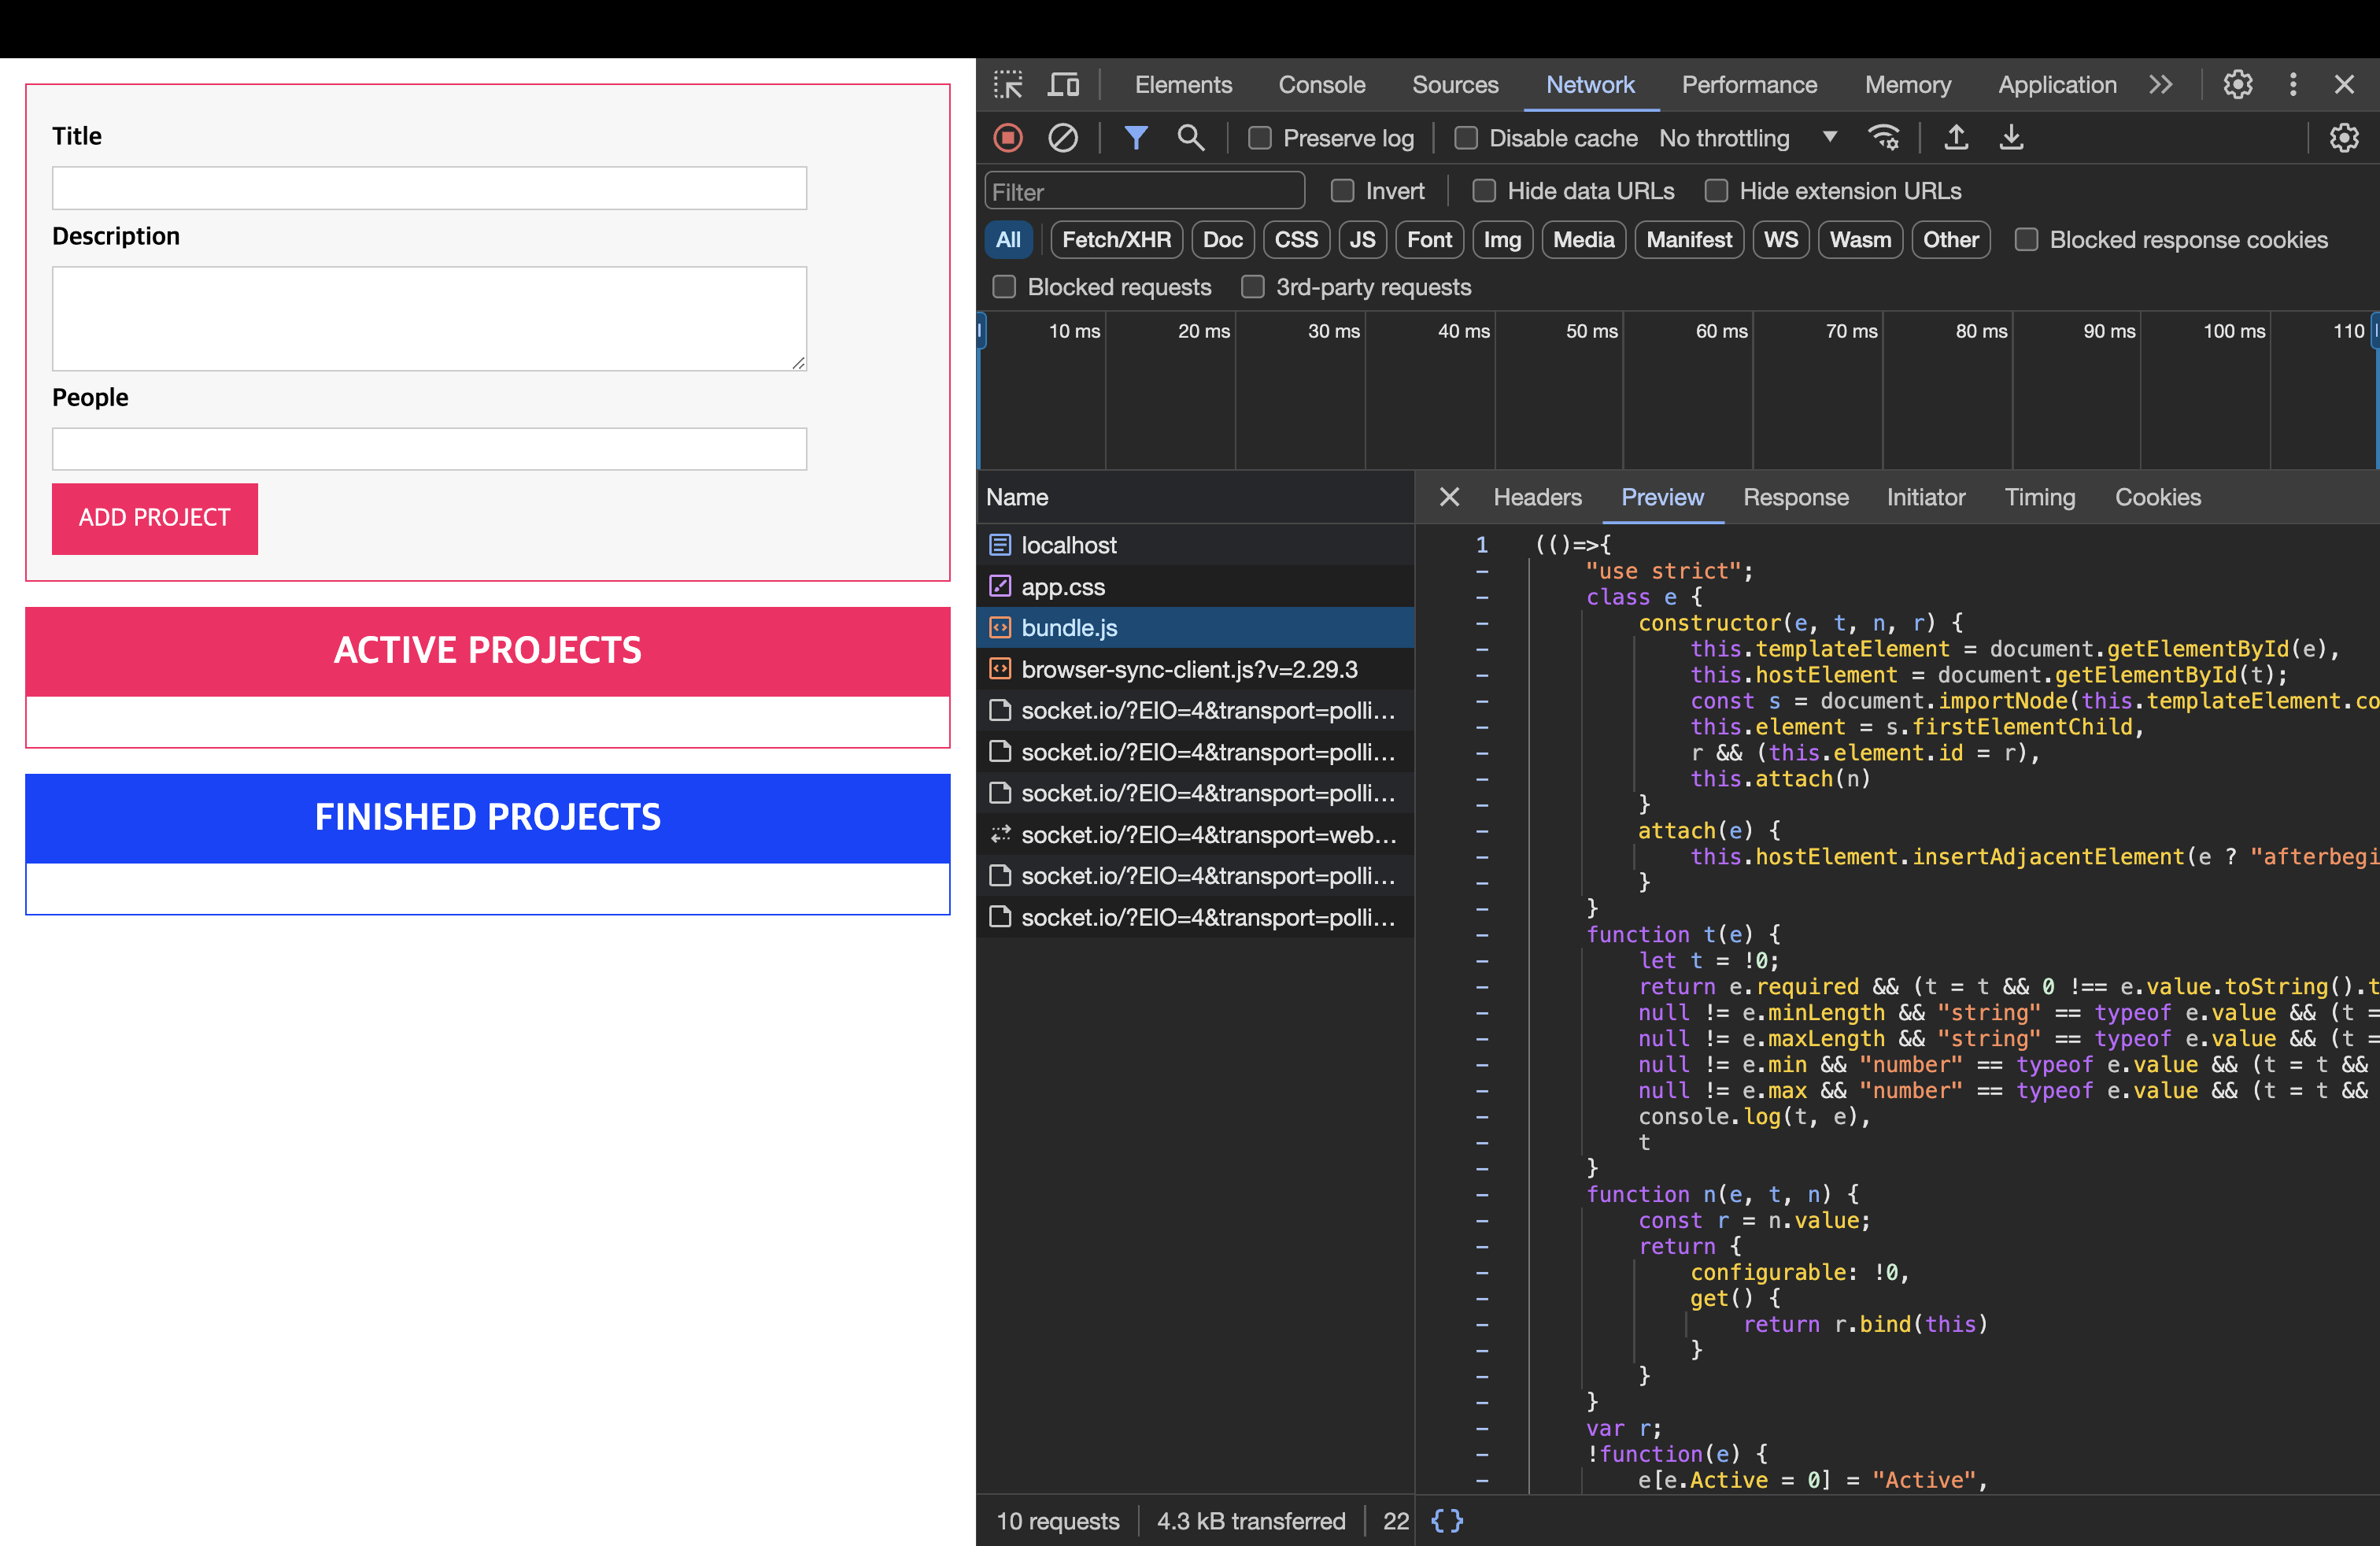 Title
Description
People
ADD PROJECT
ACTIVE PROJECTS
FINISHED PROJECTS
Elements Console Sources Network Performance Memory Application
Preserve log Disable cache No throttling
Filter Invert Hide data URLs Hide extension URLs
All Fetch/XHR Doc CSS JS Font Img Media Manifest WS Wasm Other Blocked response cookies
Blocked requests 3rd-party requests
10 ms 20 ms 30 ms 40 ms 50 ms 60 ms 70 ms 80 ms 90 ms 100 ms 110
Name
localhost
app.css
bundle.js
browser-sync-client.js?v=2.29.3
socket.io/?EIO=4&transport=polli…
socket.io/?EIO=4&transport=polli…
socket.io/?EIO=4&transport=polli…
socket.io/?EIO=4&transport=web…
socket.io/?EIO=4&transport=polli…
socket.io/?EIO=4&transport=polli…
10 requests 4.3 kB transferred 22
Headers Preview Response Initiator Timing Cookies
1 (()=>{
- "use strict";
- class e {
- constructor(e, t, n, r) {
- this.templateElement = document.getElementById(e),
- this.hostElement = document.getElementById(t);
- const s = document.importNode(this.templateElement.co
- this.element = s.firstElementChild,
- r && (this.element.id = r),
- this.attach(n)
- }
- attach(e) {
- this.hostElement.insertAdjacentElement(e ? "afterbegi
- }
- }
- function t(e) {
- let t = !0;
- return e.required && (t = t && 0 !== e.value.toString().t
- null != e.minLength && "string" == typeof e.value && (t =
- null != e.maxLength && "string" == typeof e.value && (t =
- null != e.min && "number" == typeof e.value && (t = t &&
- null != e.max && "number" == typeof e.value && (t = t &&
- console.log(t, e),
- t
- }
- function n(e, t, n) {
- const r = n.value;
- return {
- configurable: !0,
- get() {
- return r.bind(this)
- }
- }
- }
- var r;
- !function(e) {
- e[e.Active = 0] = "Active",
{}